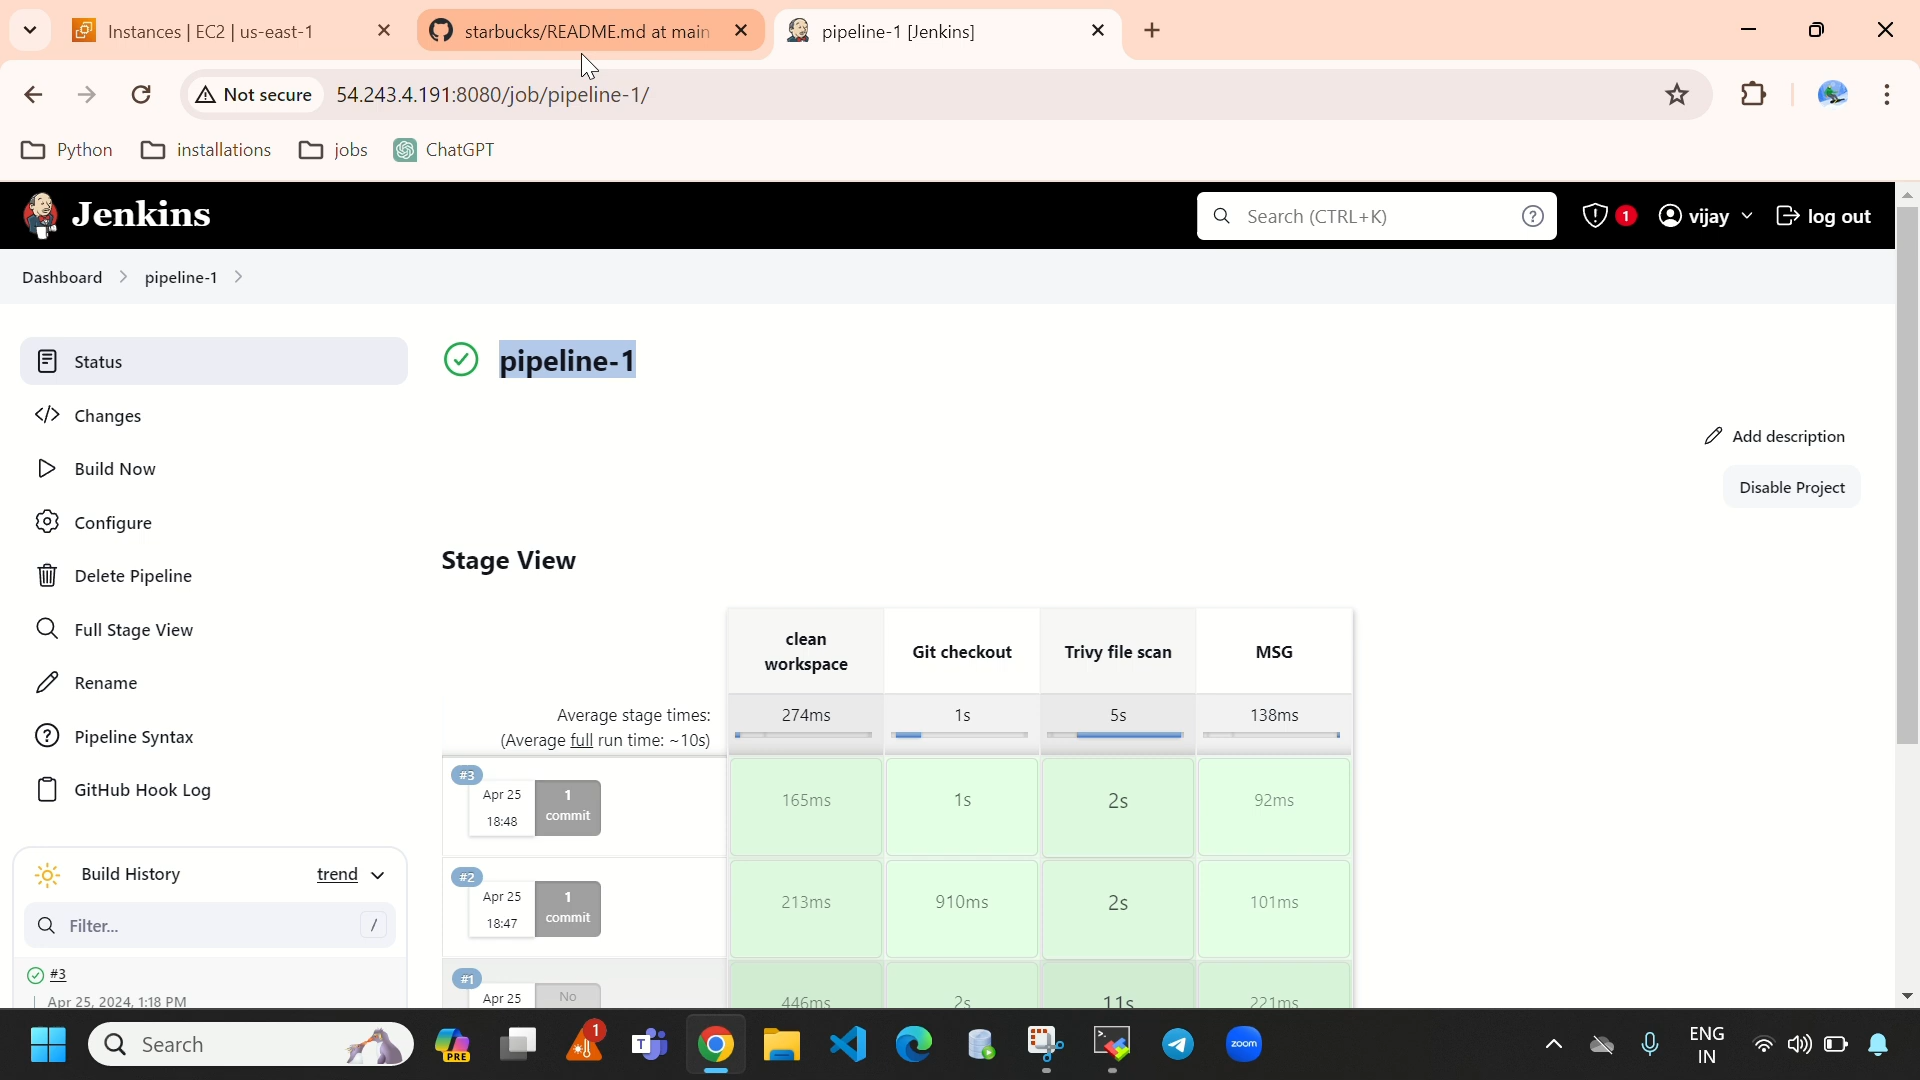 Instances | EC2 | us-east-1
starbucks/README.md at main
pipeline-1 [Jenkins]
Not secure
54.243.4.191:8080/job/pipeline-1/
Python
installations
jobs
ChatGPT
Jenkins
Search (CTRL+K)
1
vijay
log out
Dashboard
pipeline-1
Status
Changes
Build Now
Configure
Delete Pipeline
Full Stage View
Rename
Pipeline Syntax
GitHub Hook Log
Build History
trend
Filter...
/
#3
Apr 25, 2024, 1:18 PM
pipeline-1
Add description
Disable Project
Stage View
clean
workspace
Git checkout
Trivy file scan
MSG
Average stage times:
(Average full run time: ~10s)
274ms
1s
5s
138ms
#3
Apr 25
18:48
1
commit
165ms
1s
2s
92ms
#2
Apr 25
18:47
1
commit
213ms
910ms
2s
101ms
#1
Apr 25
No
446ms
2s
11s
221ms
Search
PRE
1
zoom
ENG
IN